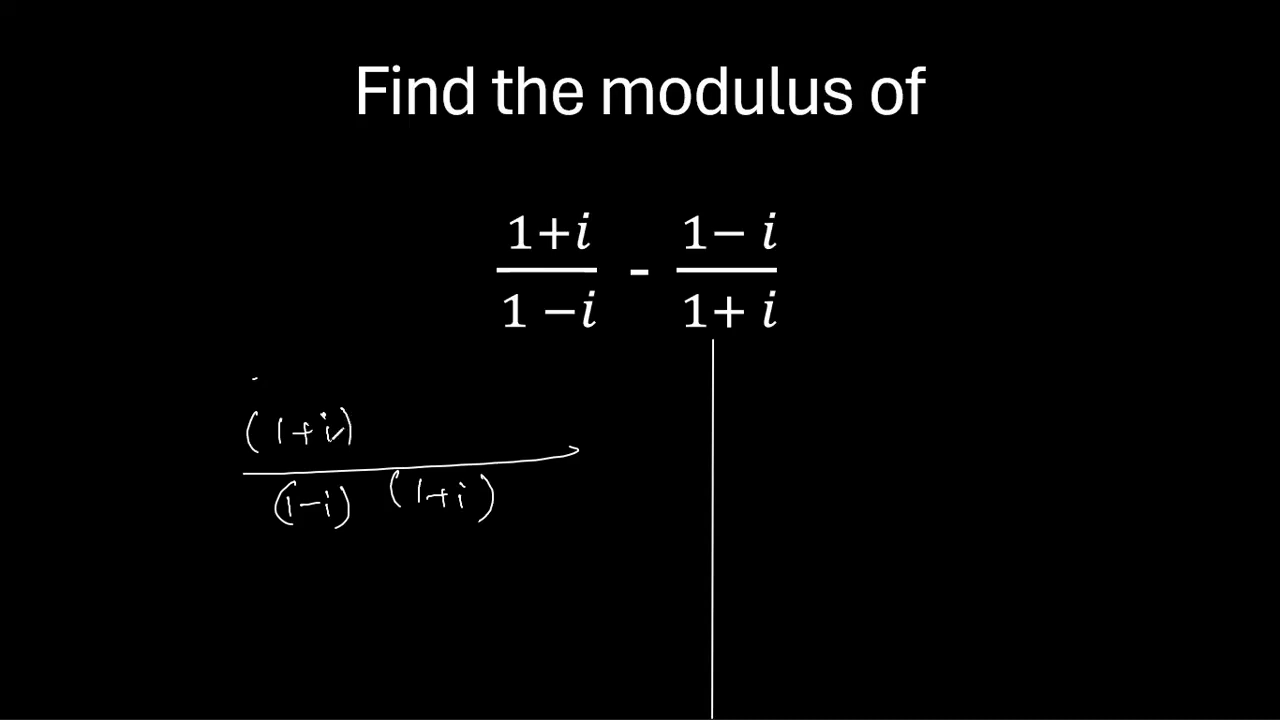 Find the modulus of
1+i 1− i
-
1 −i 1+ i
(1+i)
(1-i) (1+i)